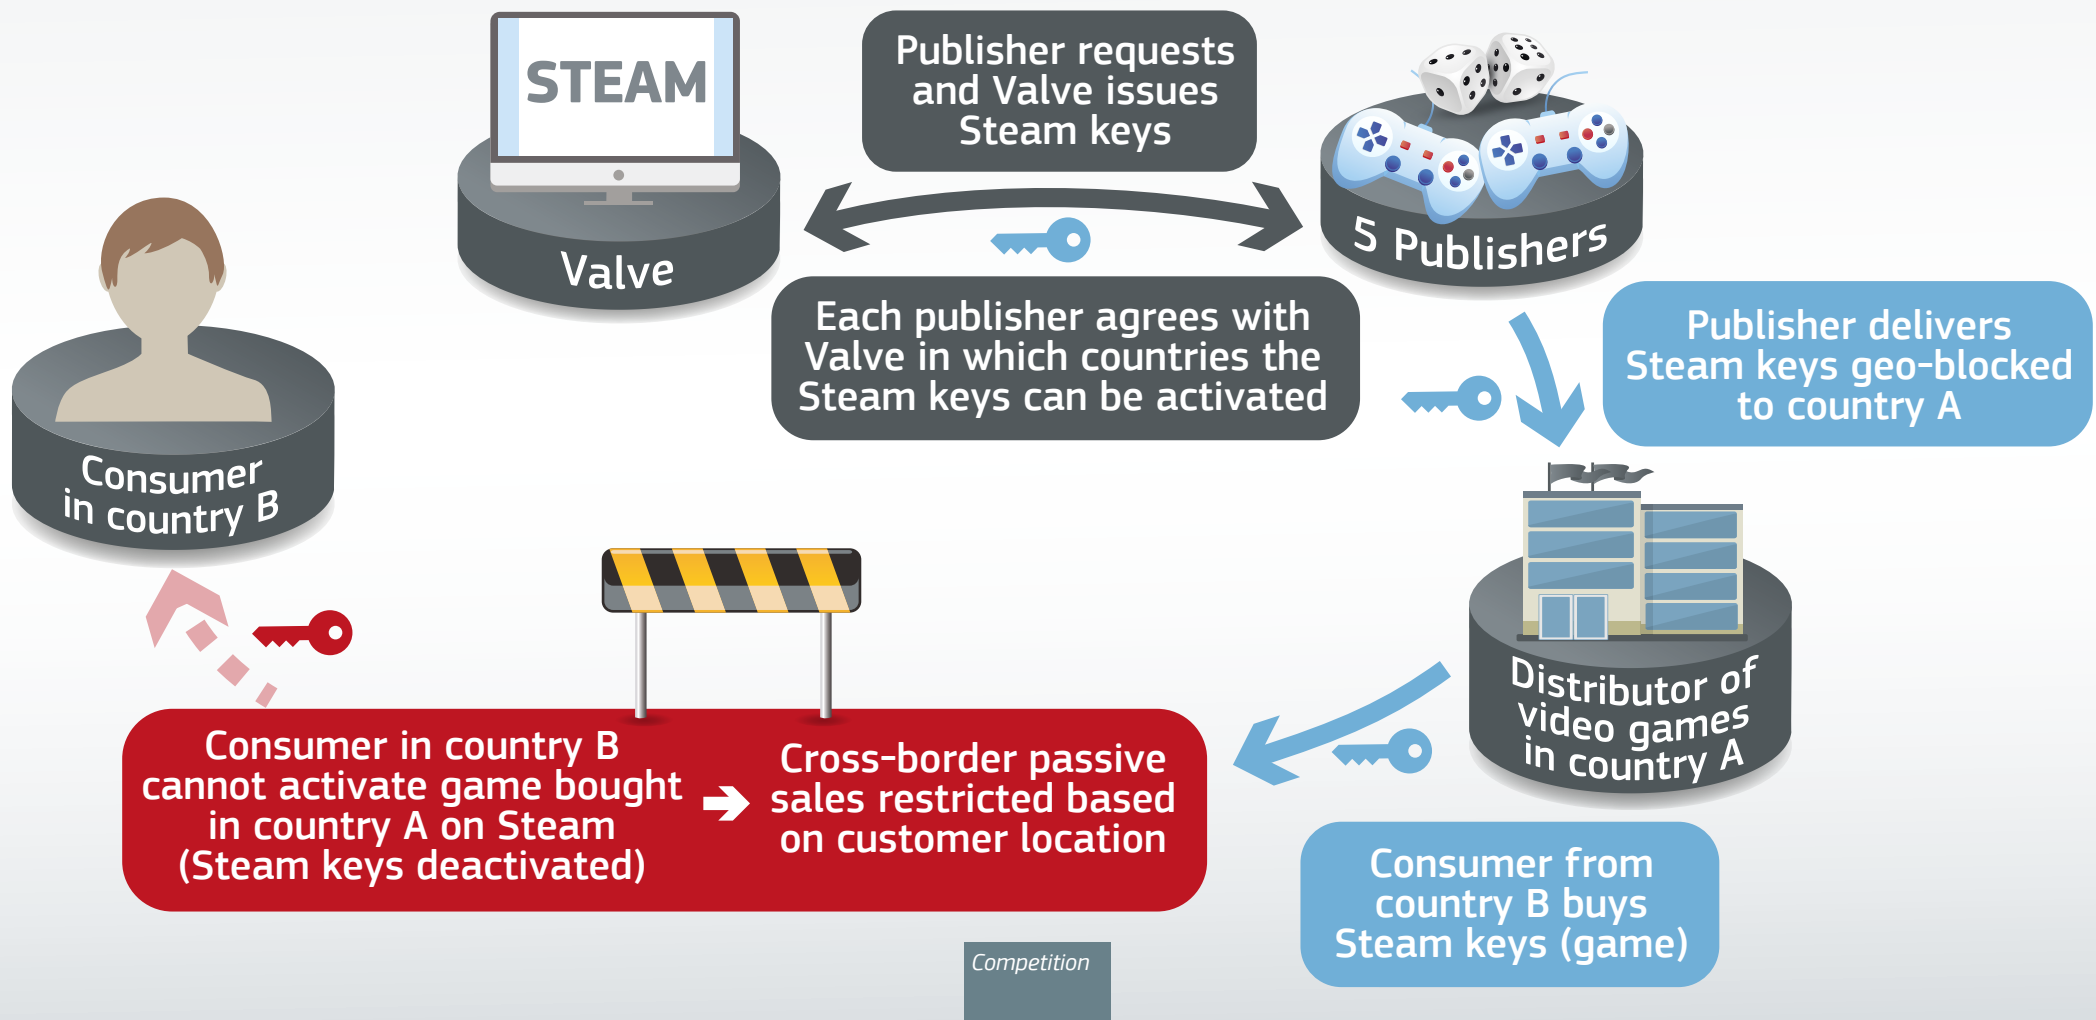 STEAM
Valve
Publisher requests
and Valve issues
Steam keys
5 Publishers
Each publisher agrees with
Valve in which countries the
Steam keys can be activated
Publisher delivers
Steam keys geo-blocked
to country A
Consumer
in country B
Distributor of
video games
in country A
Consumer in country B
cannot activate game bought
in country A on Steam
(Steam keys deactivated)
Cross-border passive
sales restricted based
on customer location
Consumer from
country B buys
Steam keys (game)
Competition